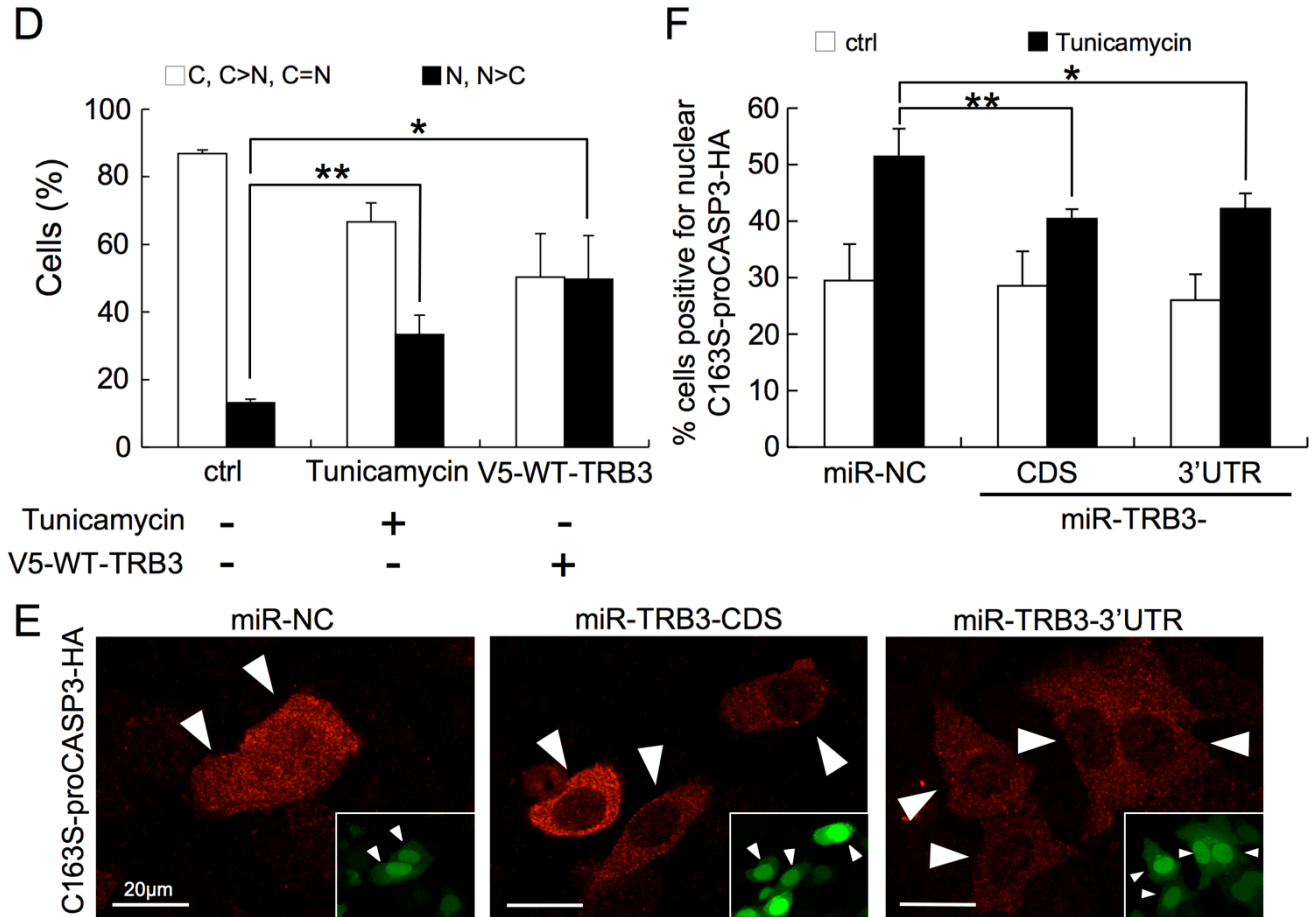 D
C, C>N, C=N
N, N>C
**
*
Cells (%)
100
80
60
40
20
0
ctrl
Tunicamycin
V5-WT-TRB3
Tunicamycin - + -
V5-WT-TRB3 - - +
F
ctrl
Tunicamycin
*
**
% cells positive for nuclear
C163S-proCASP3-HA
60
50
40
30
20
10
0
miR-NC
CDS
3'UTR
miR-TRB3-
E
C163S-proCASP3-HA
miR-NC
miR-TRB3-CDS
miR-TRB3-3'UTR
20µm